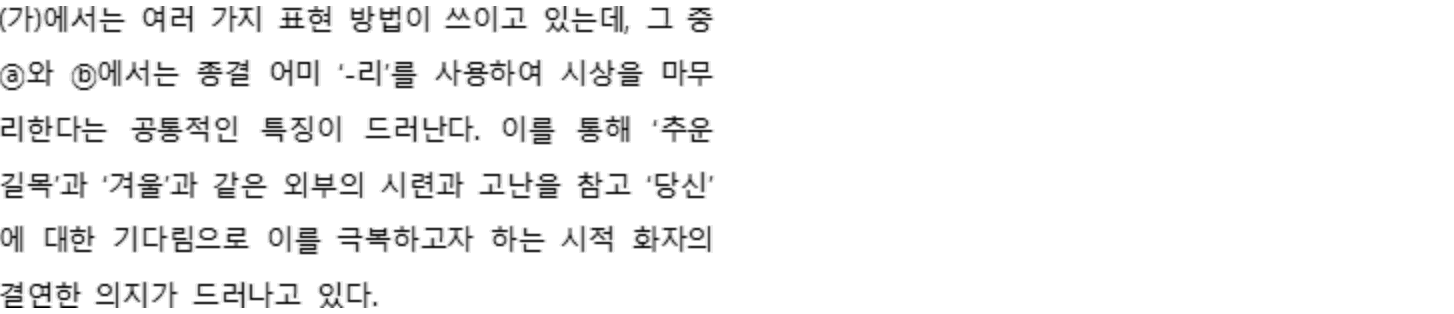 (가)에서는 여러 가지 표현 방법이 쓰이고 있는데, 그 중
ⓐ와 ⓑ에서는 종결 어미 ‘-리’를 사용하여 시상을 마무
리한다는 공통적인 특징이 드러난다. 이를 통해 ‘추운
길목’과 ‘겨울’과 같은 외부의 시련과 고난을 참고 ‘당신’
에 대한 기다림으로 이를 극복하고자 하는 시적 화자의
결연한 의지가 드러나고 있다.